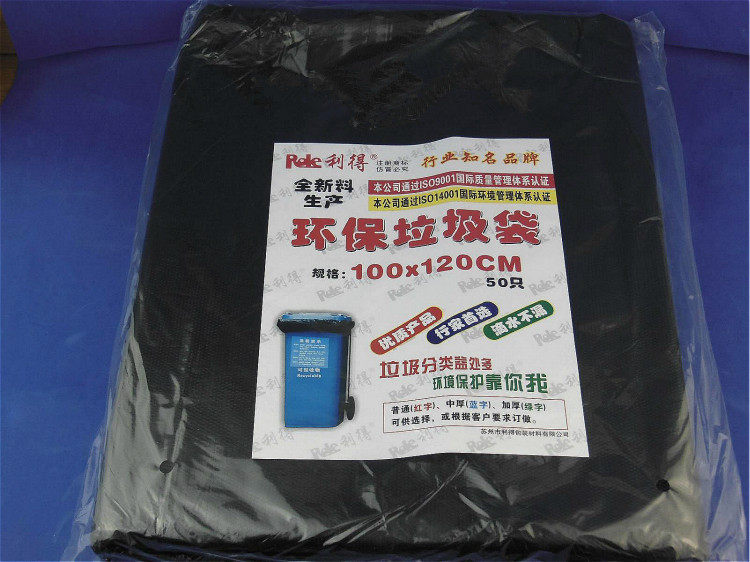 Rele利得® 注册商标 仿冒必究 行业知名品牌
全新料
生产
本公司通过ISO9001国际质量管理体系认证
本公司通过ISO14001国际环境管理体系认证
环保垃圾袋
规格：100x120CM
50只
优质产品 行家首选 滴水不漏
可回收物
Recyclable
垃圾分类益处多
环境保护靠你我
普通(红字)、中厚(蓝字)、加厚(绿字)
可供选择，或根据客户要求订做。
苏州市利得包装材料有限公司